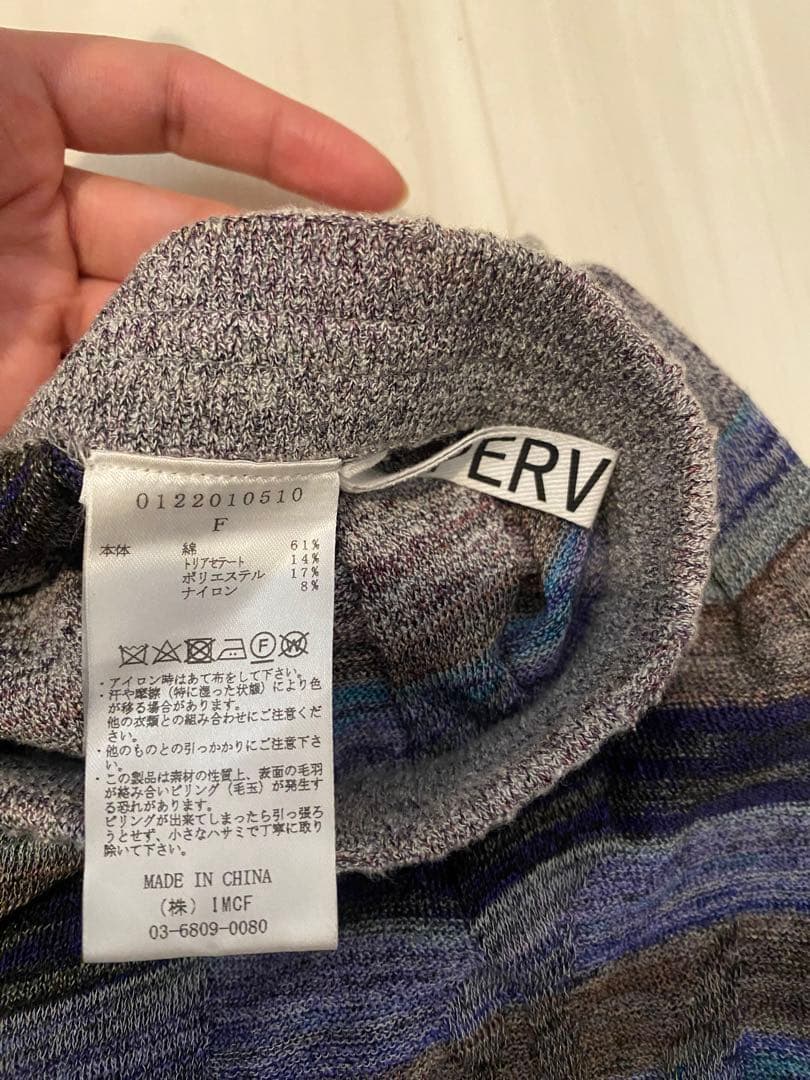 0122010510
F
本体 綿 61%
トリアセテート 14%
ポリエステル 17%
ナイロン 8%
・アイロン時はあて布をして下さい。
・汗や摩擦（特に湿った状態）により色
が移る場合があります。
他の衣類との組み合わせにご注意くだ
さい。
・他のものとの引っかかりにご注意下さ
い。
・この製品は素材の性質上、表面の毛羽
が絡み合いピリング（毛玉）が発生す
る恐れがあります。
ピリングが出来てしまったら引っ張ろ
うとせず、小さなハサミで丁寧に取り
除いて下さい。
MADE IN CHINA
（株）IMCF
03-6809-0080
PERV